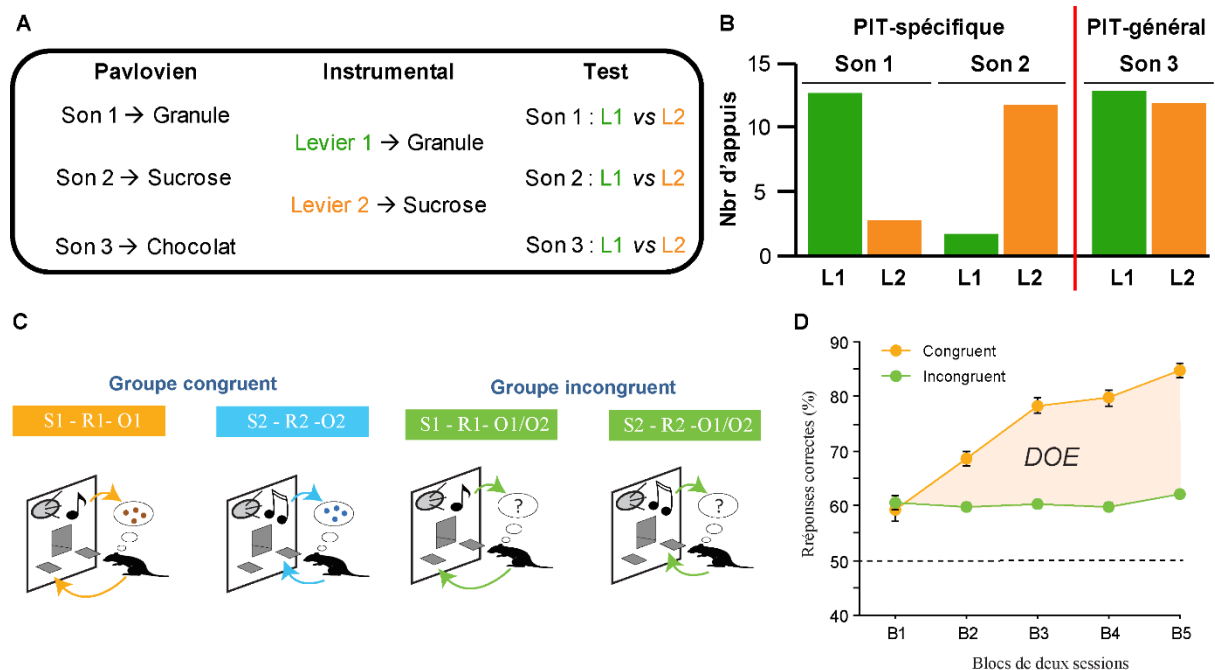 A
Pavlovien Instrumental Test
Son 1 → Granule
Son 1 : L1 vs L2
Levier 1 → Granule
Son 2 → Sucrose
Son 2 : L1 vs L2
Levier 2 → Sucrose
Son 3 → Chocolat
Son 3 : L1 vs L2
B
PIT-spécifique PIT-général
Son 1 Son 2 Son 3
Nbr d'appuis
15
10
5
0
L1 L2 L1 L2 L1 L2
C
Groupe congruent Groupe incongruent
S1 - R1- O1 S2 - R2 -O2 S1 - R1- O1/O2 S2 - R2 -O1/O2
? ?
D
Congruent
Incongruent
Rréponses correctes (%)
90
80
70
60
50
40
DOE
B1 B2 B3 B4 B5
Blocs de deux sessions